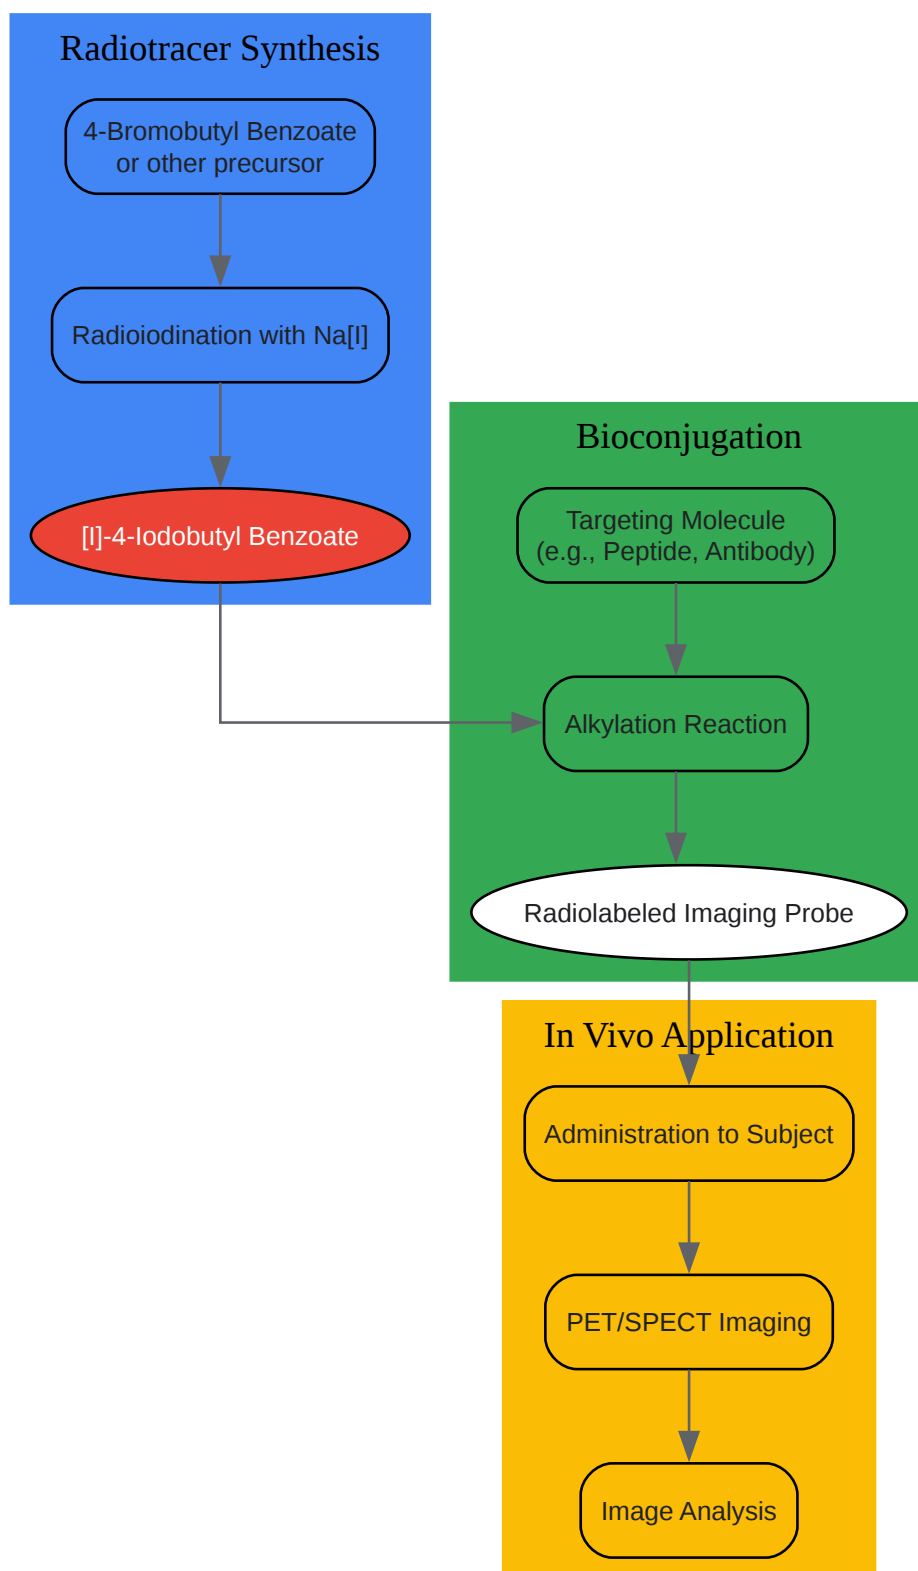 Radiotracer Synthesis
4-Bromobutyl Benzoate
or other precursor
Radioiodination with Na[I]
[I]-4-Iodobutyl Benzoate
Bioconjugation
Targeting Molecule
(e.g., Peptide, Antibody)
Alkylation Reaction
Radiolabeled Imaging Probe
In Vivo Application
Administration to Subject
PET/SPECT Imaging
Image Analysis